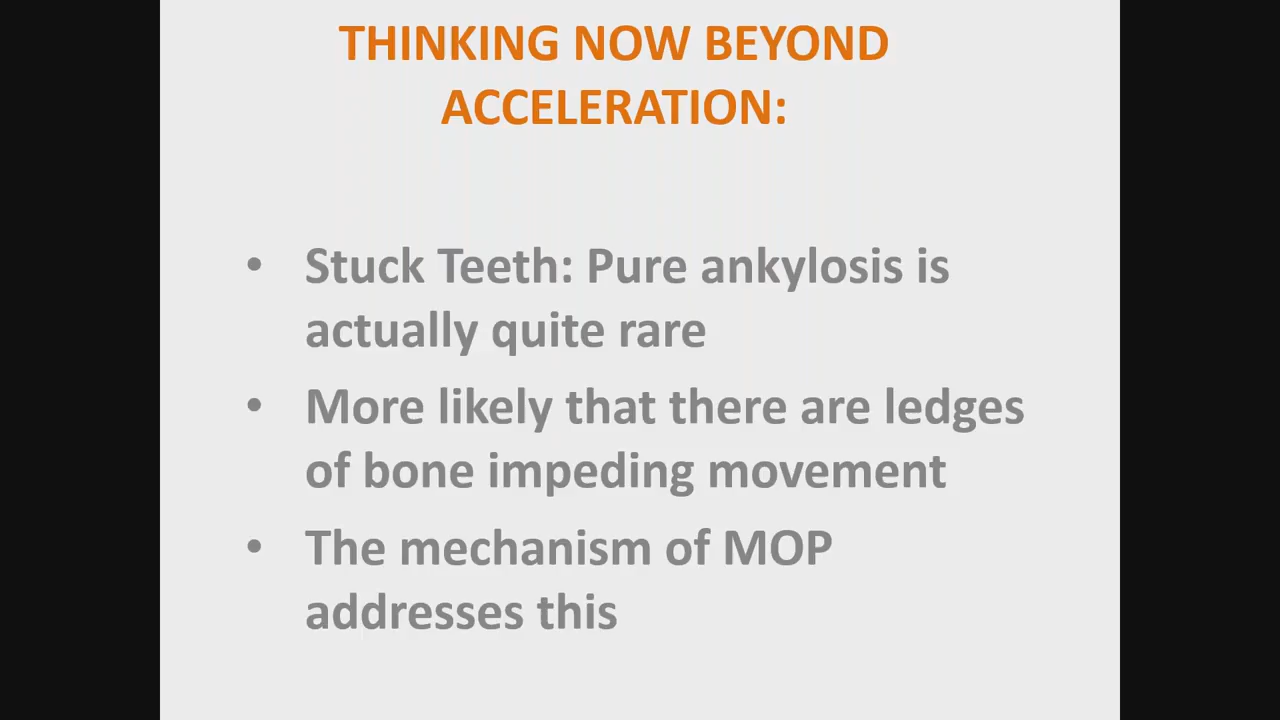 THINKING NOW BEYOND
ACCELERATION:
• Stuck Teeth: Pure ankylosis is
actually quite rare
• More likely that there are ledges
of bone impeding movement
• The mechanism of MOP
addresses this